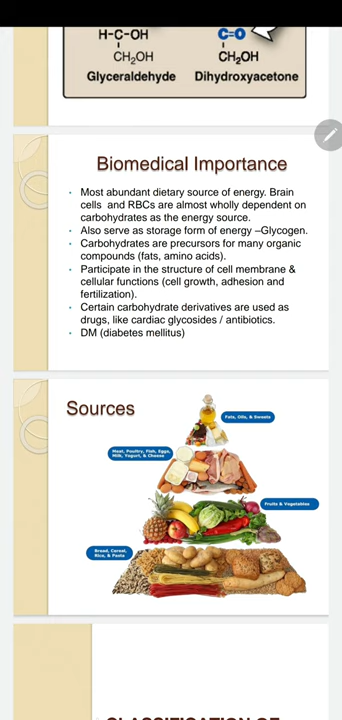 H-C-OH
C=O
CH₂OH
CH₂OH
Glyceraldehyde
Dihydroxyacetone
Biomedical Importance
• Most abundant dietary source of energy. Brain
cells and RBCs are almost wholly dependent on
carbohydrates as the energy source.
• Also serve as storage form of energy –Glycogen.
• Carbohydrates are precursors for many organic
compounds (fats, amino acids).
• Participate in the structure of cell membrane &
cellular functions (cell growth, adhesion and
fertilization).
• Certain carbohydrate derivatives are used as
drugs, like cardiac glycosides / antibiotics.
• DM (diabetes mellitus)
Sources
Fats, Oils, & Sweets
Meat, Poultry, Fish, Eggs,
Milk, Yogurt, & Cheese
Fruits & Vegetables
Bread, Cereal,
Rice, & Pasta
CLASSIFICATION OF